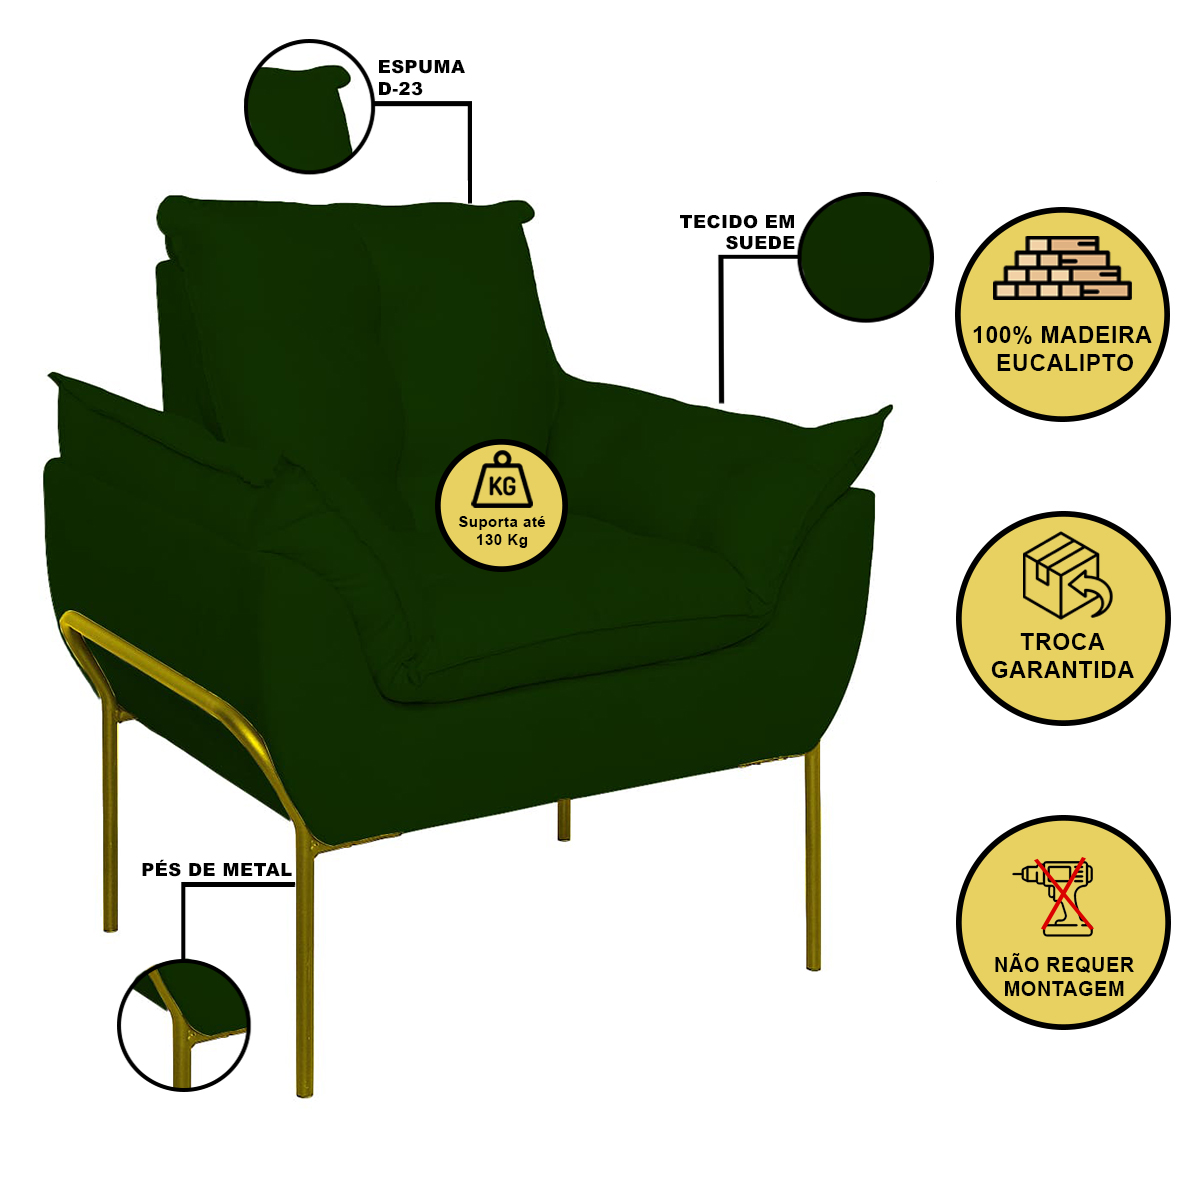 ESPUMA
D-23
TECIDO EM
SUEDE
100% MADEIRA
EUCALIPTO
KG
Suporta até
130 Kg
TROCA
GARANTIDA
PÉS DE METAL
NÃO REQUER
MONTAGEM